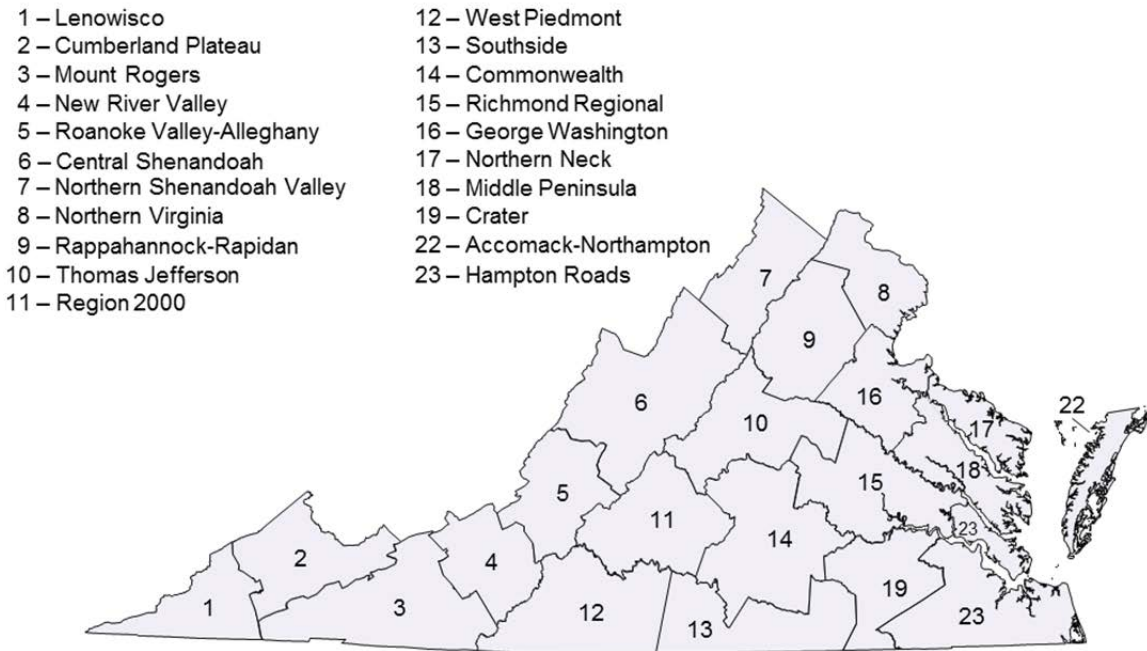 1 – Lenowisco
2 – Cumberland Plateau
3 – Mount Rogers
4 – New River Valley
5 – Roanoke Valley-Alleghany
6 – Central Shenandoah
7 – Northern Shenandoah Valley
8 – Northern Virginia
9 – Rappahannock-Rapidan
10 – Thomas Jefferson
11 – Region 2000
12 – West Piedmont
13 – Southside
14 – Commonwealth
15 – Richmond Regional
16 – George Washington
17 – Northern Neck
18 – Middle Peninsula
19 – Crater
22 – Accomack-Northampton
23 – Hampton Roads
7
8
9
16
6
22
10
17
18
15
5
11
23
14
2
4
19
1
3
12
13
23